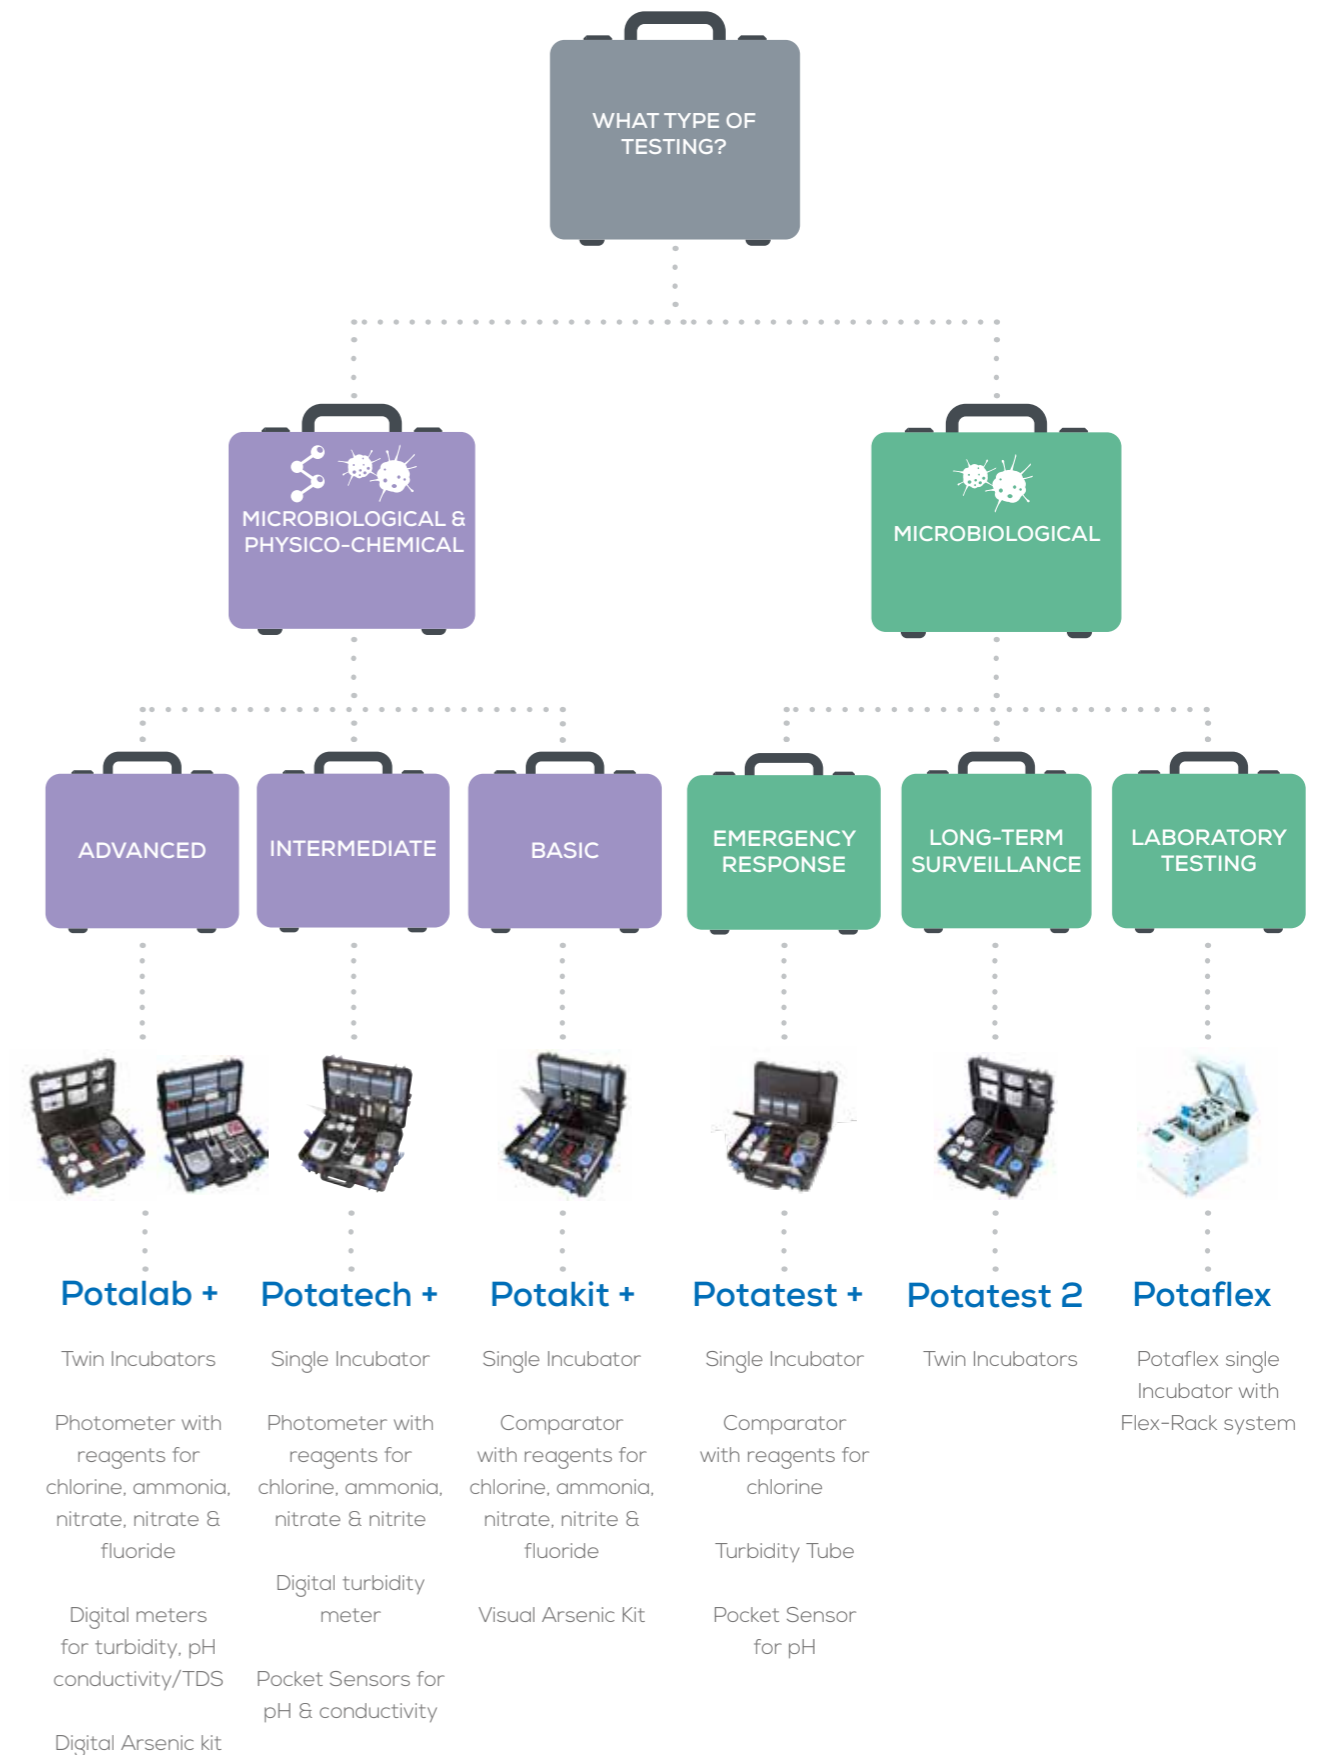 WHAT TYPE OF
TESTING?
MICROBIOLOGICAL &
PHYSICO-CHEMICAL
MICROBIOLOGICAL
ADVANCED
INTERMEDIATE
BASIC
EMERGENCY
RESPONSE
LONG-TERM
SURVEILLANCE
LABORATORY
TESTING
Potalab +
Twin Incubators
Photometer with
reagents for
chlorine, ammonia,
nitrate, nitrate &
fluoride
Digital meters
for turbidity, pH
conductivity/TDS
Digital Arsenic kit
Potatech +
Single Incubator
Photometer with
reagents for
chlorine, ammonia,
nitrate & nitrite
Digital turbidity
meter
Pocket Sensors for
pH & conductivity
Potakit +
Single Incubator
Comparator
with reagents for
chlorine, ammonia,
nitrate, nitrite &
fluoride
Visual Arsenic Kit
Potatest +
Single Incubator
Comparator
with reagents for
chlorine
Turbidity Tube
Pocket Sensor
for pH
Potatest 2
Twin Incubators
Potaflex
Potaflex single
Incubator with
Flex-Rack system